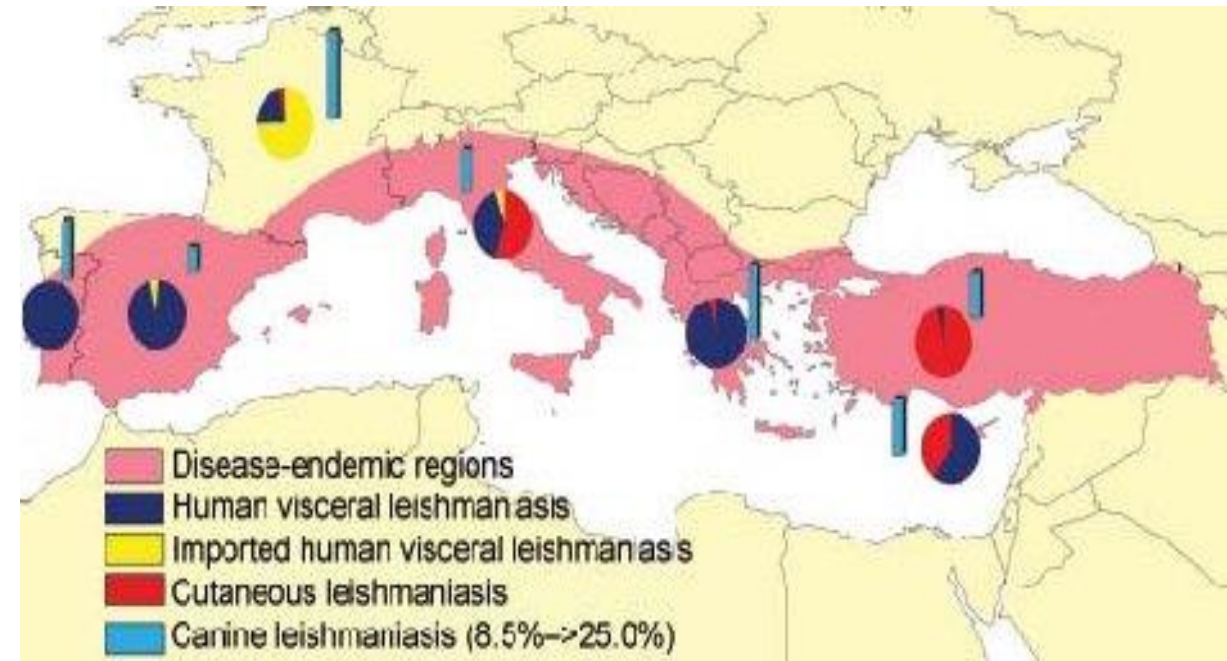 Disease-endemic regions
Human visceral leishmaniasis
Imported human visceral leishmaniasis
Cutaneous leishmaniasis
Canine leishmaniasis (8.5%–>25.0%)